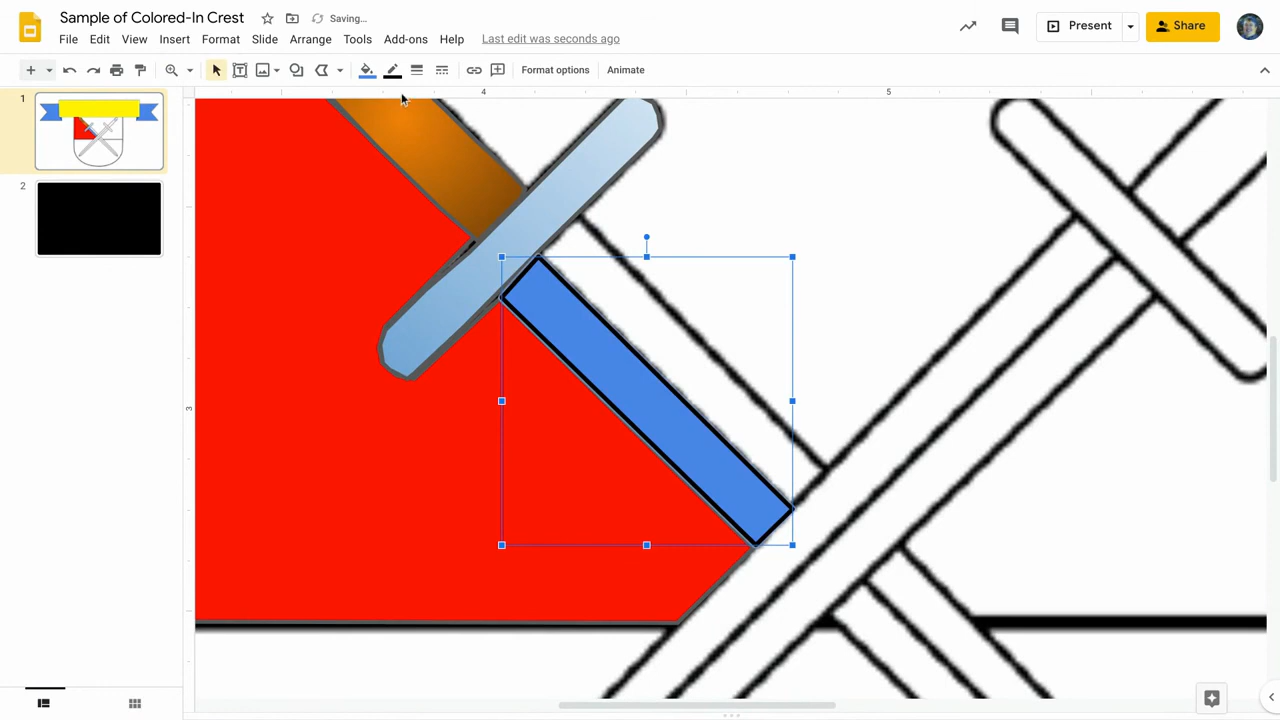 Sample of Colored-In Crest
Saving...
File Edit View Insert Format Slide Arrange Tools Add-ons Help Last edit was seconds ago
Present
Share
Format options Animate
4 5
1
3
2